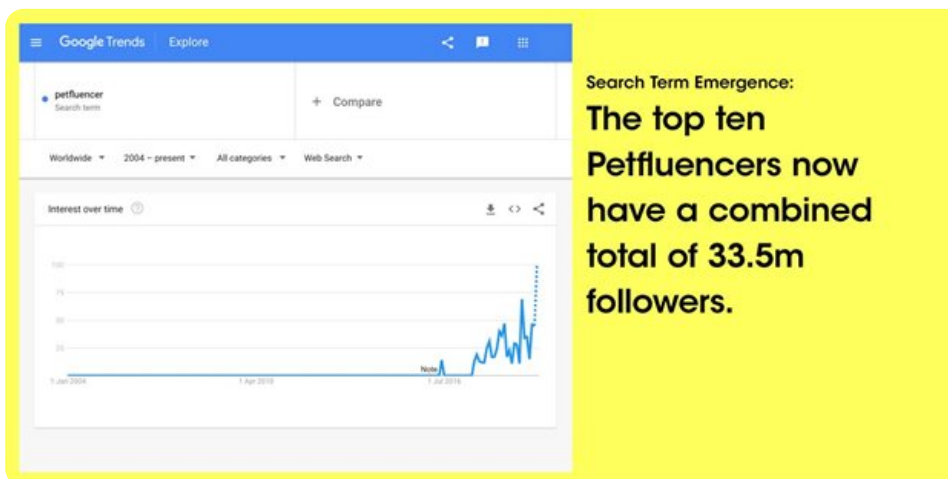 Google Trends Explore
petfluencer
Search term
+ Compare
Worldwide 2004 – present All categories Web Search
Interest over time
100
75
50
25
Note
1 Jan 2004 1 Apr 2010 1 Jul 2016
Search Term Emergence:
The top ten
Petfluencers now
have a combined
total of 33.5m
followers.